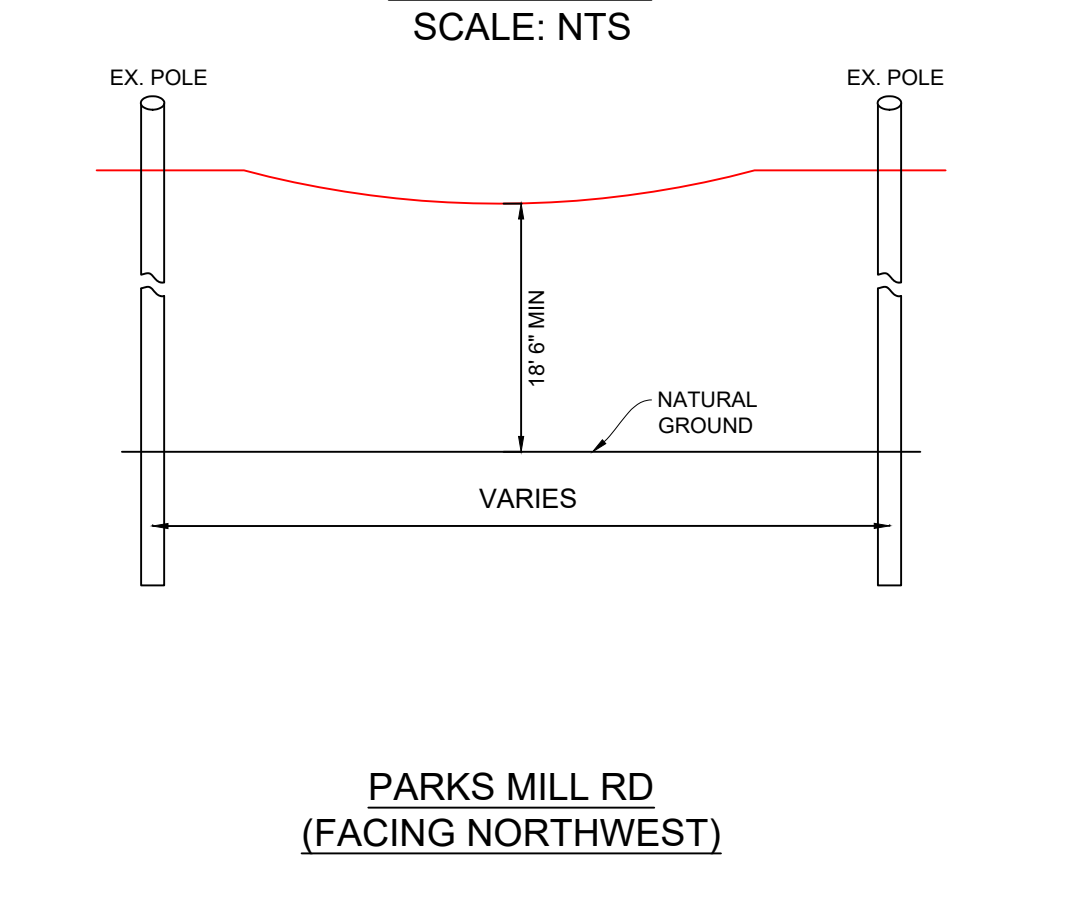 SCALE: NTS
EX. POLE
EX. POLE
18' 6" MIN
NATURAL
GROUND
VARIES
PARKS MILL RD
(FACING NORTHWEST)